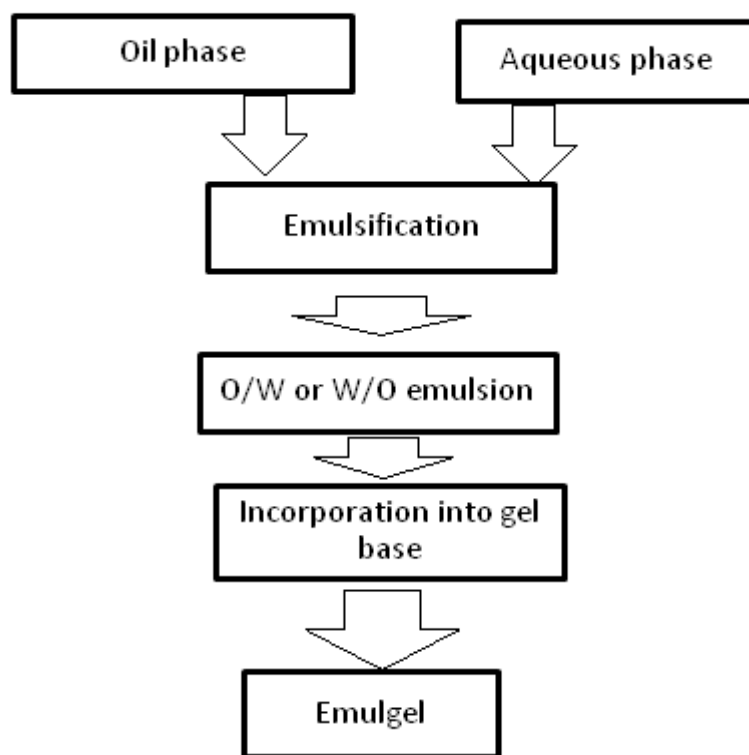 Oil phase
Aqueous phase
Emulsification
O/W or W/O emulsion
Incorporation into gel
base
Emulgel